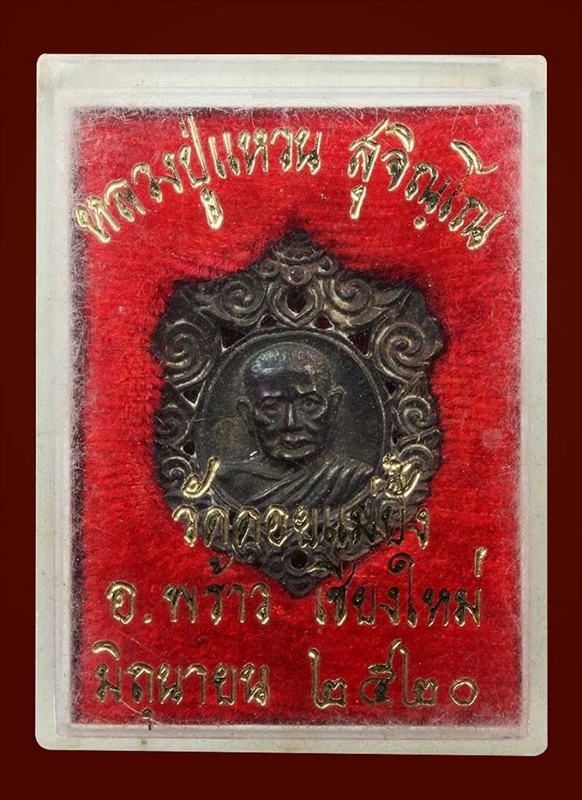 หลวงปู่แหวน สุจิณฺโณ
วัดดอยแม่ปั๋ง
อ.พร้าว เชียงใหม่
มิถุนายน ๒๕๒๐